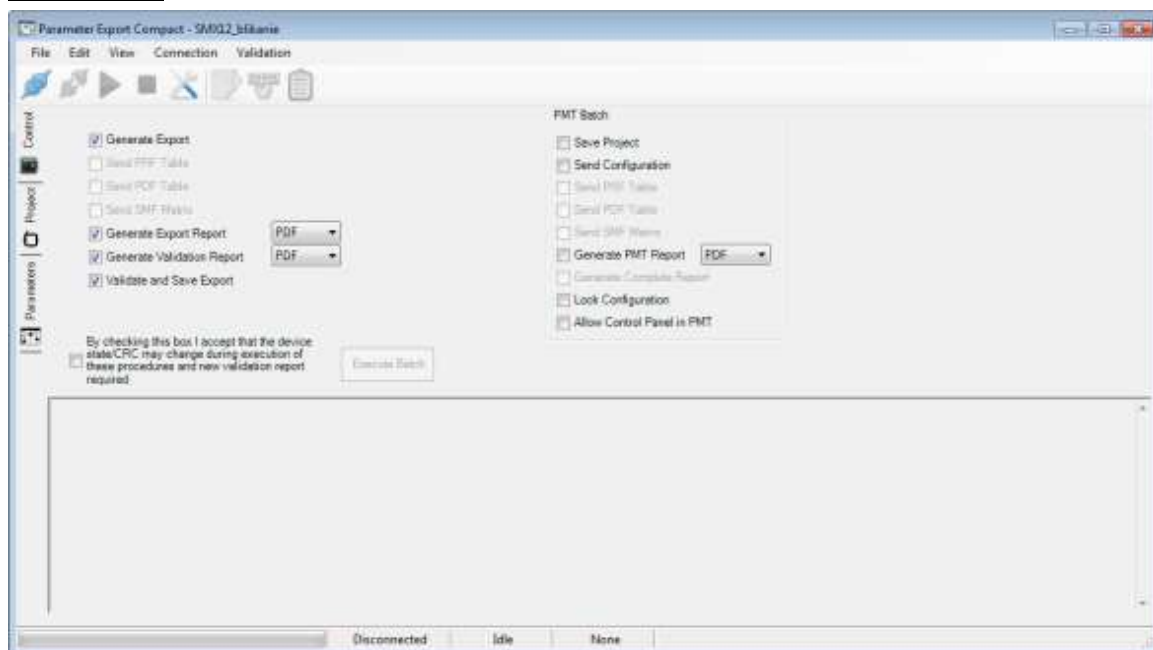 Parameter Export Compact - SMX12_blikanie
File Edit View Connection Validation
Control
Project
Parameters
Generate Export
Send PPF Table
Send PDF Table
Send SMF Matrix
Generate Export Report PDF
Generate Validation Report PDF
Validate and Save Export
By checking this box I accept that the device
state/CRC may change during execution of
these procedures and new validation report
required
Execute Batch
PMT Batch
Save Project
Send Configuration
Send PDF Table
Send SMF Matrix
Generate PMT Report PDF
Generate Complete Report
Lock Configuration
Allow Control Panel in PMT
Disconnected Idle None